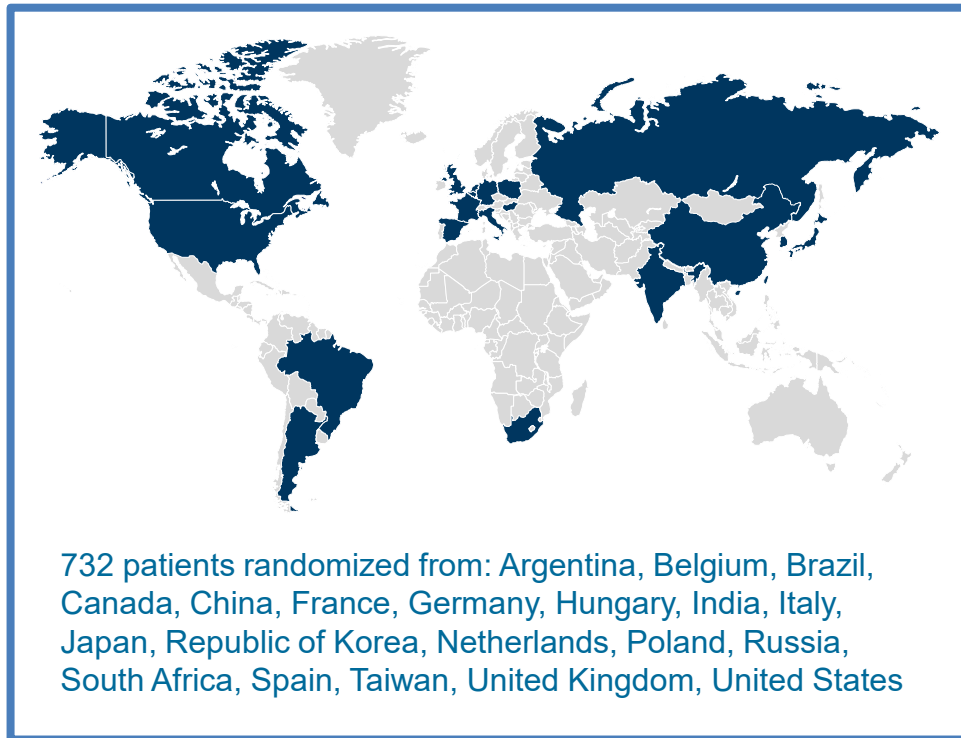 732 patients randomized from: Argentina, Belgium, Brazil,
Canada, China, France, Germany, Hungary, India, Italy,
Japan, Republic of Korea, Netherlands, Poland, Russia,
South Africa, Spain, Taiwan, United Kingdom, United States